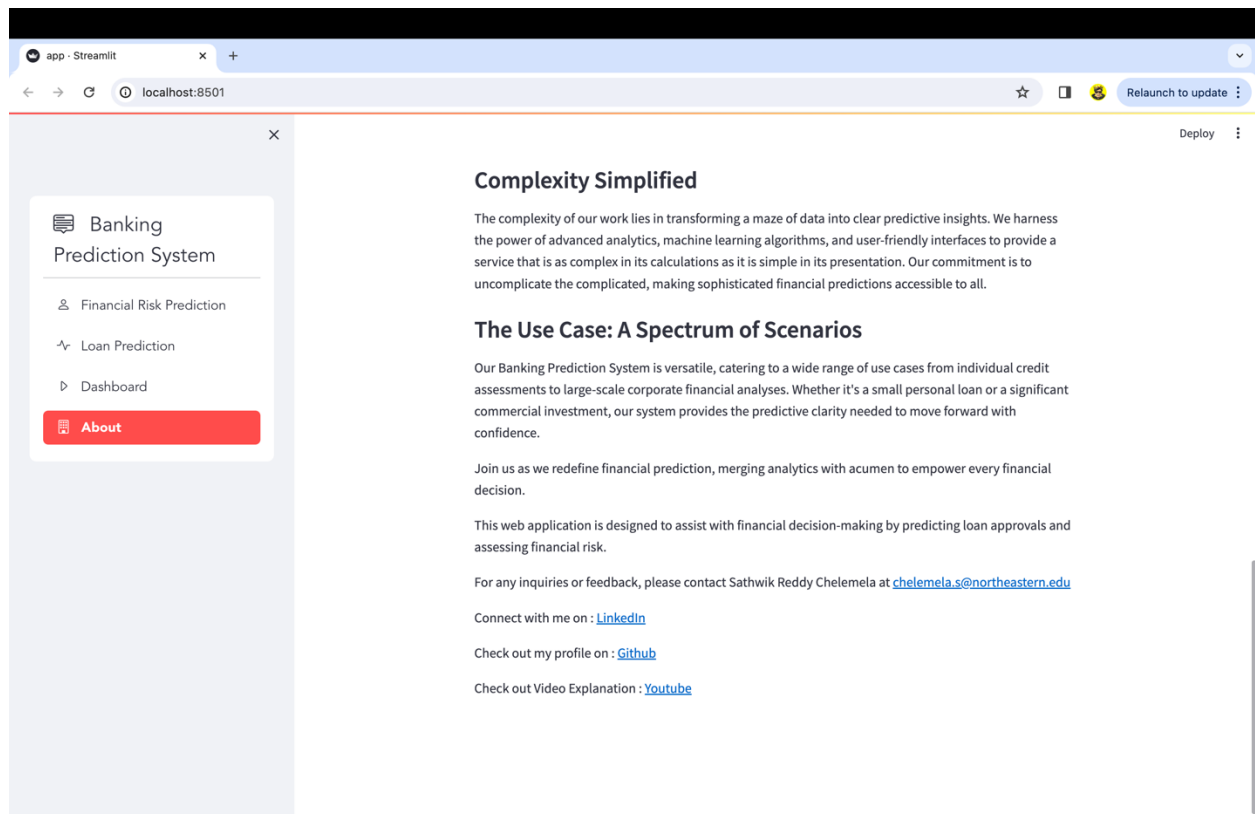 app · Streamlit
localhost:8501
Relaunch to update
Deploy
Banking
Prediction System
Financial Risk Prediction
Loan Prediction
Dashboard
About
Complexity Simplified
The complexity of our work lies in transforming a maze of data into clear predictive insights. We harness
the power of advanced analytics, machine learning algorithms, and user-friendly interfaces to provide a
service that is as complex in its calculations as it is simple in its presentation. Our commitment is to
uncomplicate the complicated, making sophisticated financial predictions accessible to all.
The Use Case: A Spectrum of Scenarios
Our Banking Prediction System is versatile, catering to a wide range of use cases from individual credit
assessments to large-scale corporate financial analyses. Whether it's a small personal loan or a significant
commercial investment, our system provides the predictive clarity needed to move forward with
confidence.
Join us as we redefine financial prediction, merging analytics with acumen to empower every financial
decision.
This web application is designed to assist with financial decision-making by predicting loan approvals and
assessing financial risk.
For any inquiries or feedback, please contact Sathwik Reddy Chelemela at chelemela.s@northeastern.edu
Connect with me on : LinkedIn
Check out my profile on : Github
Check out Video Explanation : Youtube